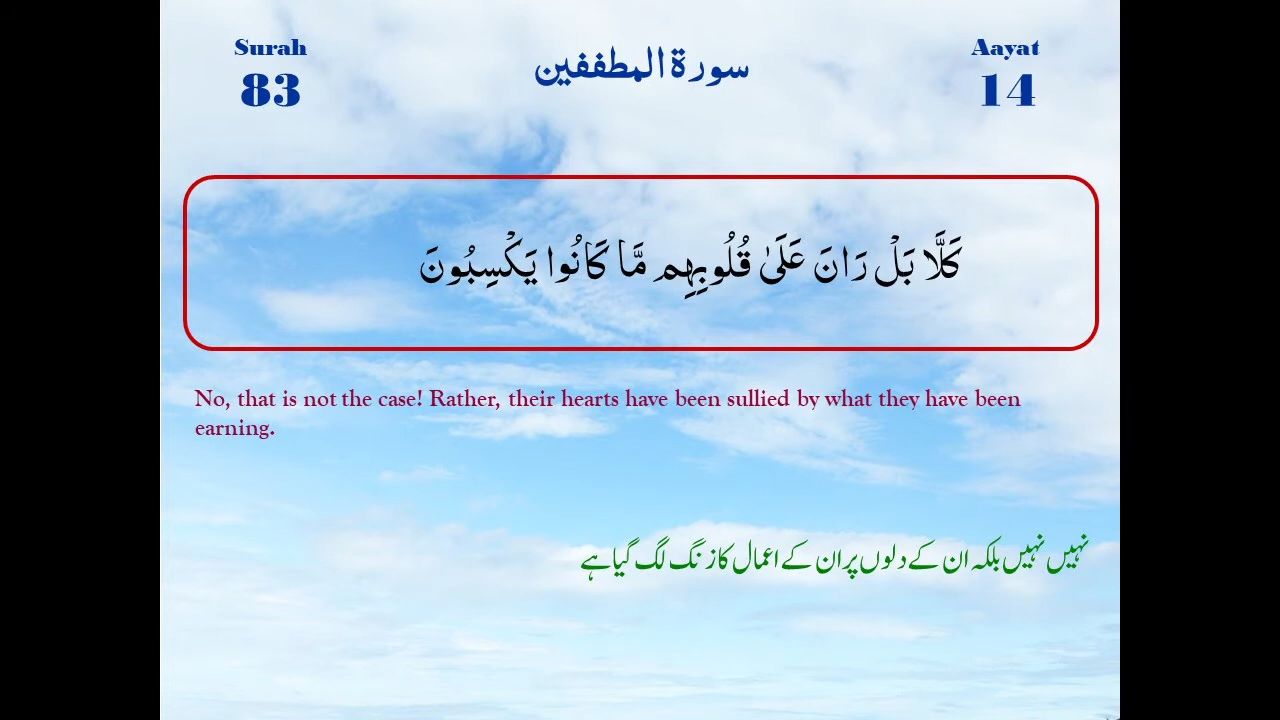 Surah
83
سورة المطففين
Aayat
14
كَلَّا بَلْ رَانَ عَلَىٰ قُلُوبِهِم مَّا كَانُوا يَكْسِبُونَ
No, that is not the case! Rather, their hearts have been sullied by what they have been
earning.
نہیں نہیں بلکہ ان کے دلوں پر ان کے اعمال کا زنگ لگ گیا ہے